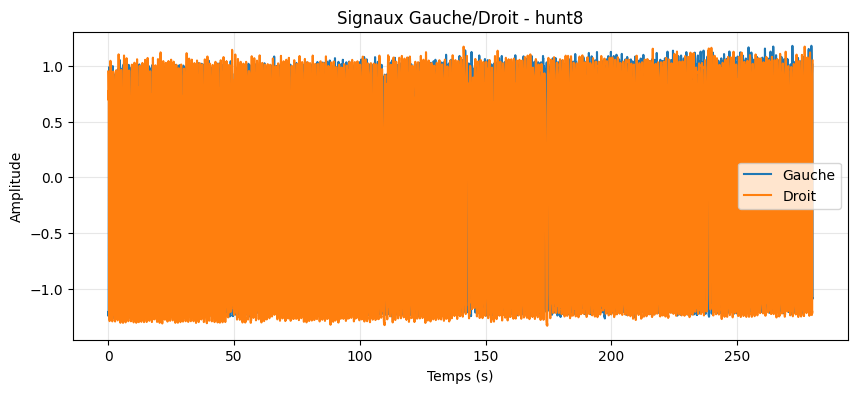 Signaux Gauche/Droit - hunt8
1.0
0.5
0.0
−0.5
−1.0
Amplitude
Gauche
Droit
0 50 100 150 200 250
Temps (s)